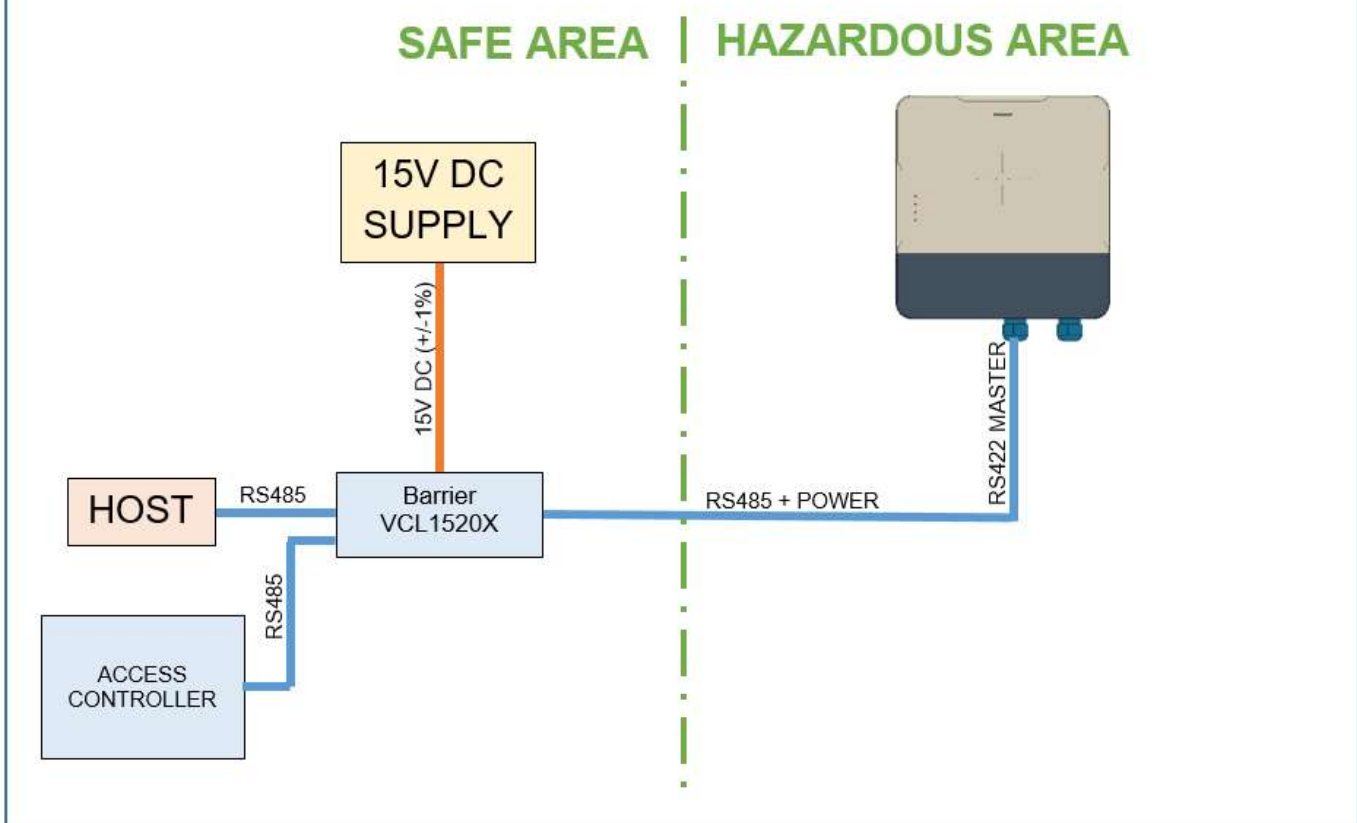 SAFE AREA
HAZARDOUS AREA
15V DC
SUPPLY
15V DC (+/-1%)
RS422 MASTER
HOST
RS485
Barrier
VCL1520X
RS485 + POWER
RS485
ACCESS
CONTROLLER